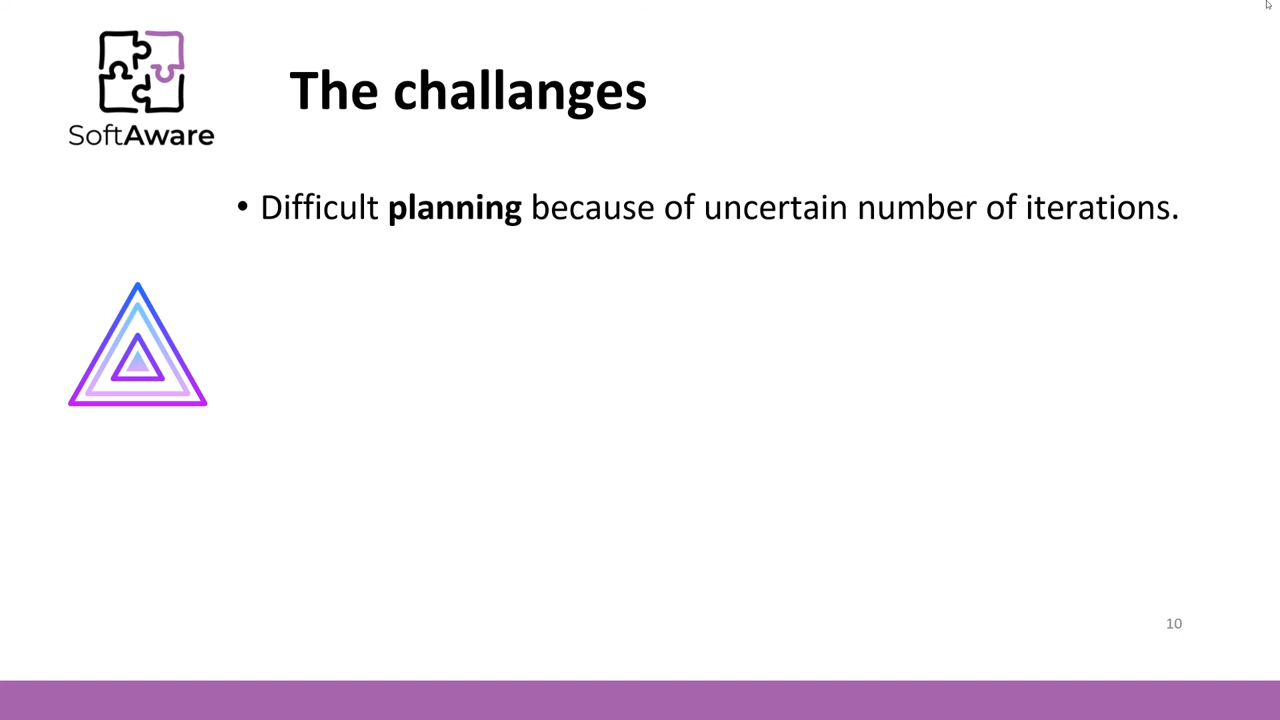 SoftAware
The challanges
• Difficult planning because of uncertain number of iterations.
10